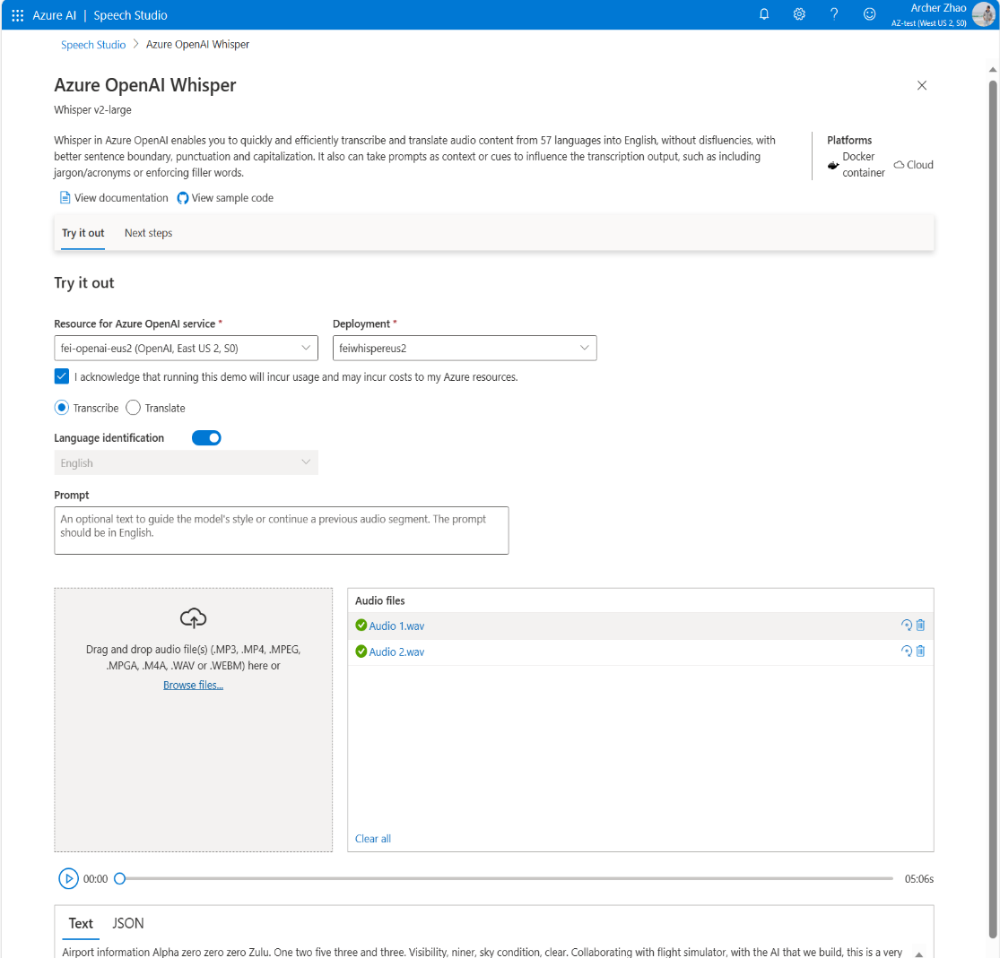 Azure AI | Speech Studio
Archer Zhao
AZ-test (West US 2, S0)
Speech Studio > Azure OpenAI Whisper
Azure OpenAI Whisper
Whisper v2-large
Whisper in Azure OpenAI enables you to quickly and efficiently transcribe and translate audio content from 57 languages into English, without disfluencies, with
better sentence boundary, punctuation and capitalization. It also can take prompts as context or cues to influence the transcription output, such as including
jargon/acronyms or enforcing filler words.
Platforms
Docker
container
Cloud
View documentation View sample code
Try it out Next steps
Try it out
Resource for Azure OpenAI service * Deployment *
fei-openai-eus2 (OpenAI, East US 2, S0) feiwhispereus2
I acknowledge that running this demo will incur usage and may incur costs to my Azure resources.
Transcribe Translate
Language identification
English
Prompt
An optional text to guide the model's style or continue a previous audio segment. The prompt
should be in English.
Drag and drop audio file(s) (.MP3, .MP4, .MPEG,
.MPGA, .M4A, .WAV or .WEBM) here or
Browse files...
Audio files
Audio 1.wav
Audio 2.wav
Clear all
00:00 05:06s
Text JSON
Airport information Alpha zero zero zero Zulu. One two five three and three. Visibility, niner, sky condition, clear. Collaborating with flight simulator, with the AI that we build, this is a very